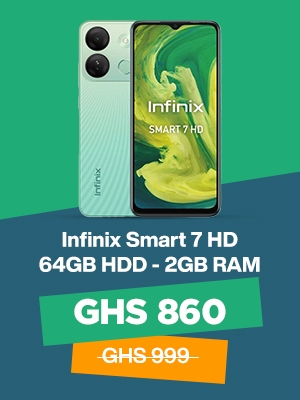 Infinix
SMART 7 HD
Infinix
Infinix Smart 7 HD
64GB HDD - 2GB RAM
GHS 860
GHS 999